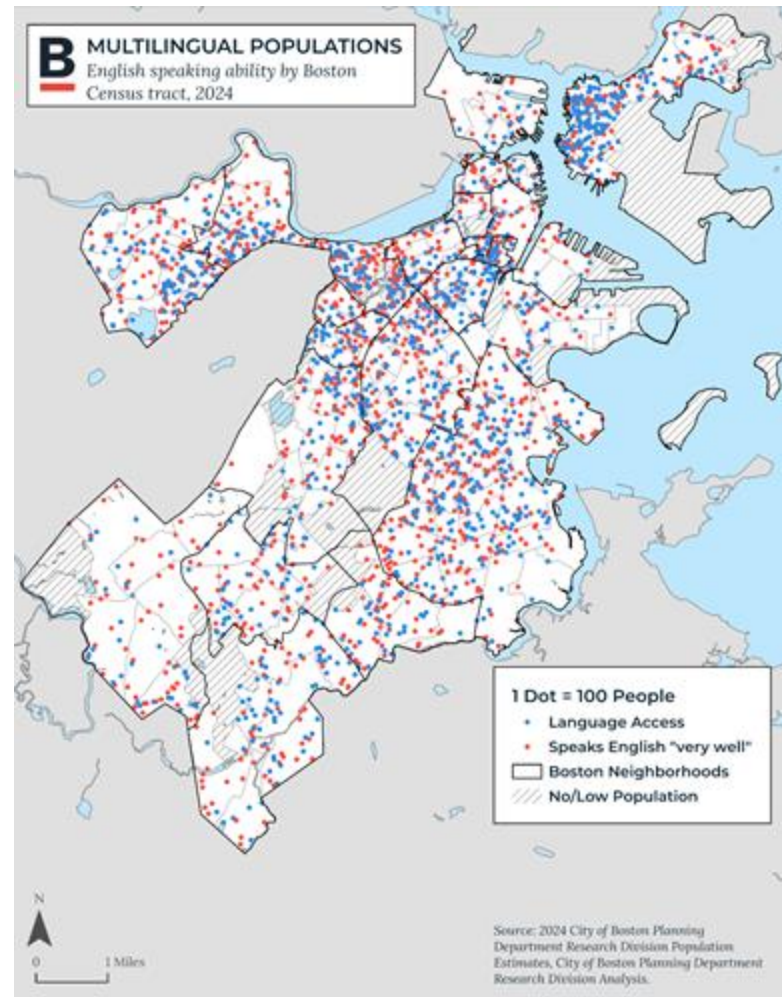 B
MULTILINGUAL POPULATIONS
English speaking ability by Boston
Census tract, 2024
1 Dot = 100 People
Language Access
Speaks English "very well"
Boston Neighborhoods
No/Low Population
N
0 1 Miles
Source: 2024 City of Boston Planning
Department Research Division Population
Estimates, City of Boston Planning Department
Research Division Analysis.